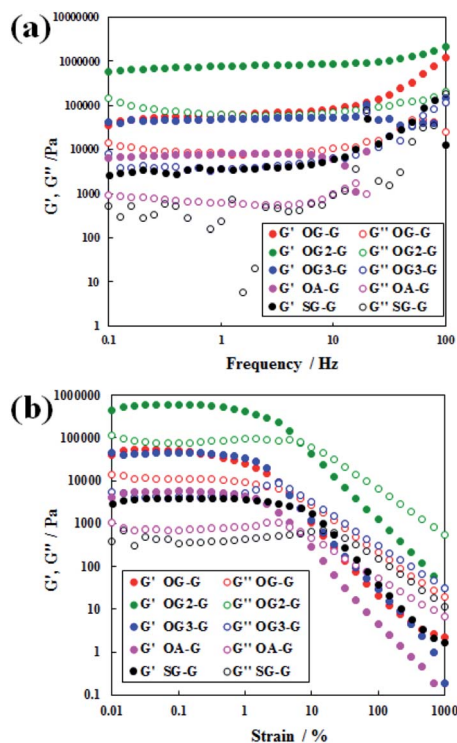 (a)
10000000
1000000
100000
10000
1000
100
10
1
G', G'' /Pa
G' OG-G G'' OG-G
G' OG2-G G'' OG2-G
G' OG3-G G'' OG3-G
G' OA-G G'' OA-G
G' SG-G G'' SG-G
0.1 1 10 100
Frequency / Hz
(b)
1000000
100000
10000
1000
100
10
1
0.1
G', G'' / Pa
G' OG-G G'' OG-G
G' OG2-G G'' OG2-G
G' OG3-G G'' OG3-G
G' OA-G G'' OA-G
G' SG-G G'' SG-G
0.01 0.1 1 10 100 1000
Strain / %